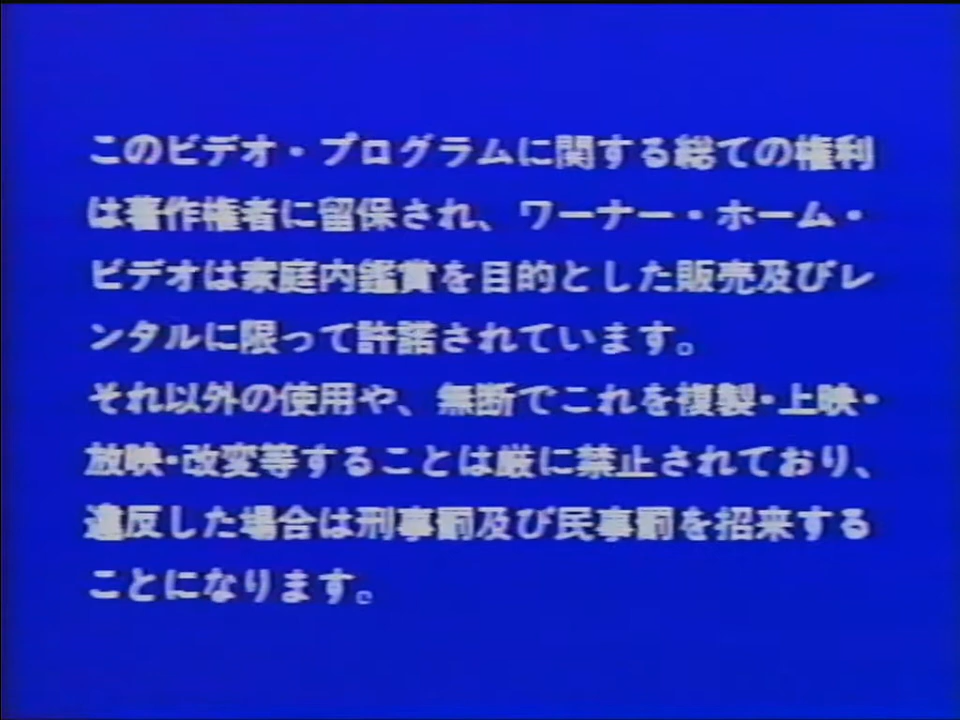 このビデオ・プログラムに関する総ての権利
は著作権者に留保され、ワーナー・ホーム・
ビデオは家庭内鑑賞を目的とした販売及びレ
ンタルに限って許諾されています。
それ以外の使用や、無断でこれを複製・上映・
放映・改変等することは厳に禁止されており、
違反した場合は刑事罰及び民事罰を招来する
ことになります。